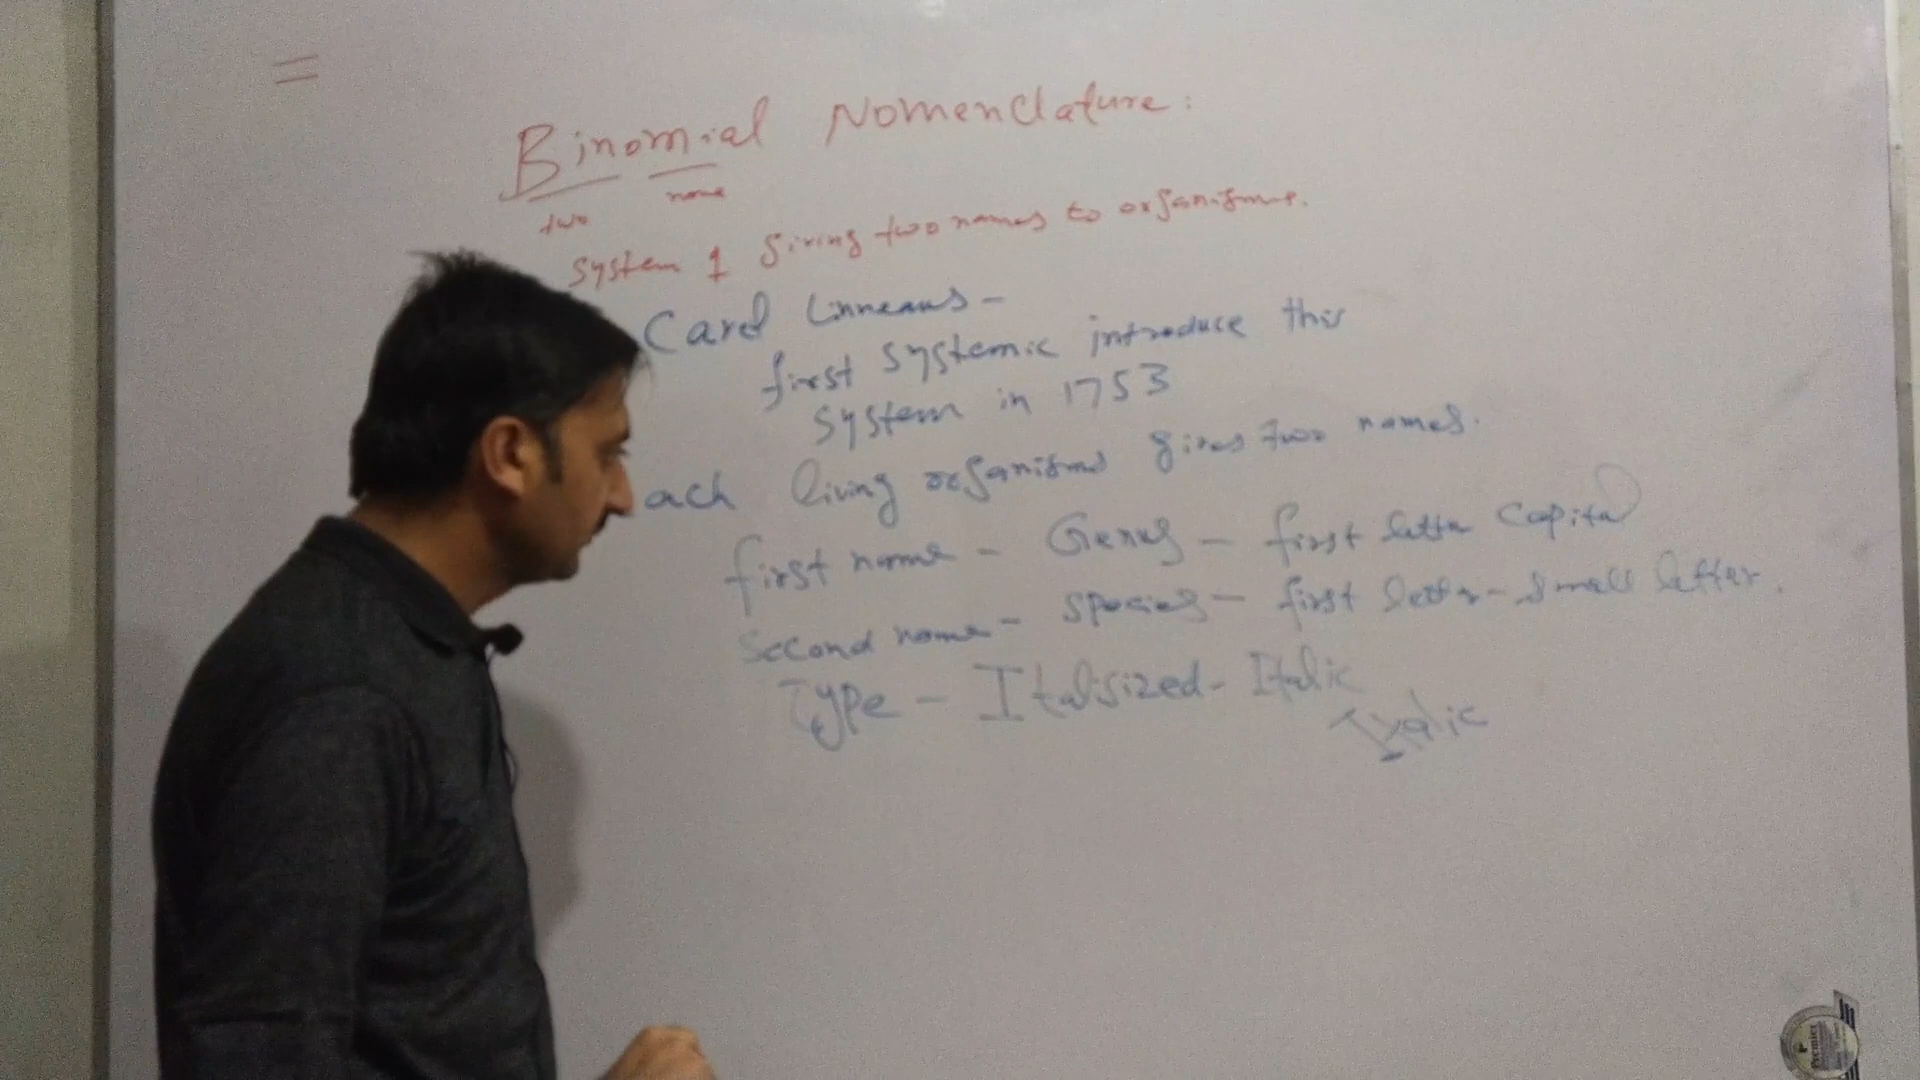 Binomial Nomenclature:
two name
System of giving two names to organisms.
Carol Linneaus -
first systemic introduce this
system in 1753
ach living organisms gives two names.
first name - Genus - first letter Capital
Second name - species - first letter - small letter.
Type - Italisized - Italic
Italic
Premier